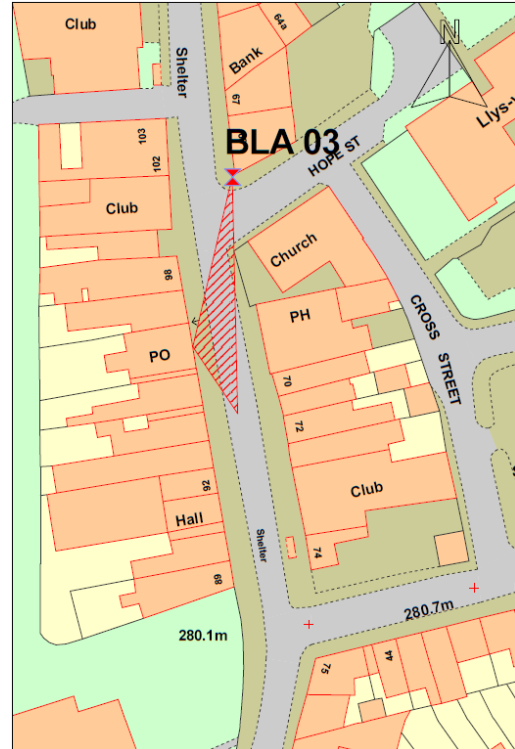 Club
Shelter
64a
Bank
67
N
Llys-
BLA 03
HOPE ST
103
102
Club
Church
98
PH
CROSS STREET
PO
70
72
92
Hall
Club
Shelter
74
89
280.1m
280.7m
75
44